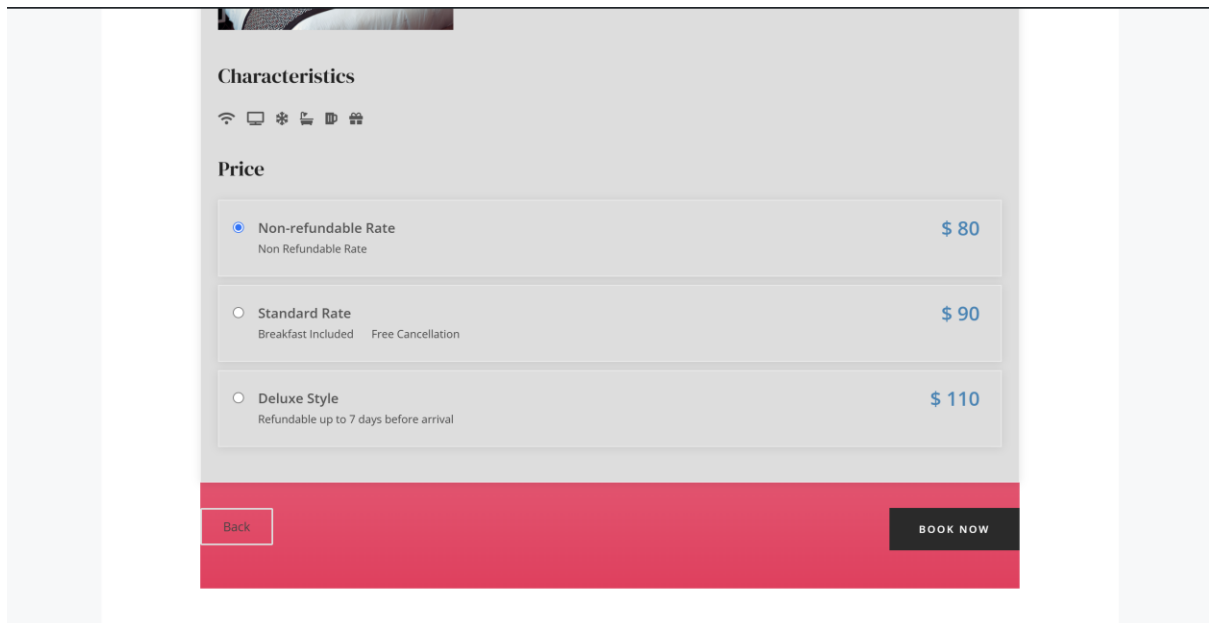 Characteristics
Price
Non-refundable Rate
$ 80
Non Refundable Rate
Standard Rate
$ 90
Breakfast Included Free Cancellation
Deluxe Style
$ 110
Refundable up to 7 days before arrival
Back
BOOK NOW